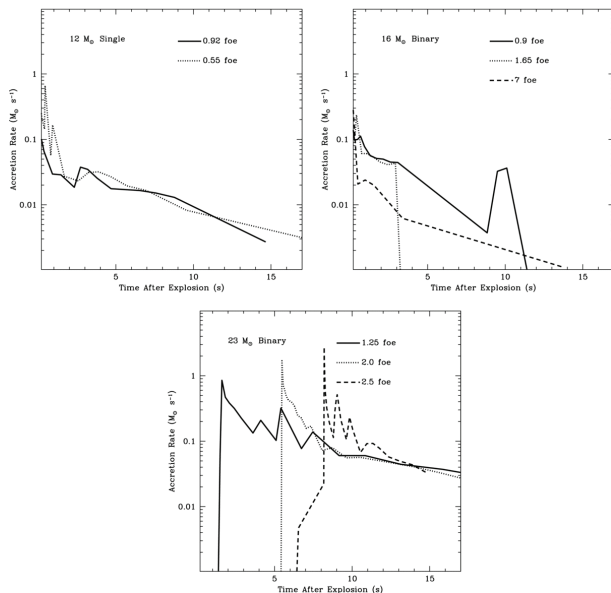 12 M⊙ Single
0.92 foe
0.55 foe
1
0.1
0.01
Accretion Rate (M⊙ s⁻¹)
5 10 15
Time After Explosion (s)
16 M⊙ Binary
0.9 foe
1.65 foe
7 foe
1
0.1
0.01
Accretion Rate (M⊙ s⁻¹)
5 10 15
Time After Explosion (s)
23 M⊙ Binary
1.25 foe
2.0 foe
2.5 foe
1
0.1
0.01
Accretion Rate (M⊙ s⁻¹)
5 10 15
Time After Explosion (s)